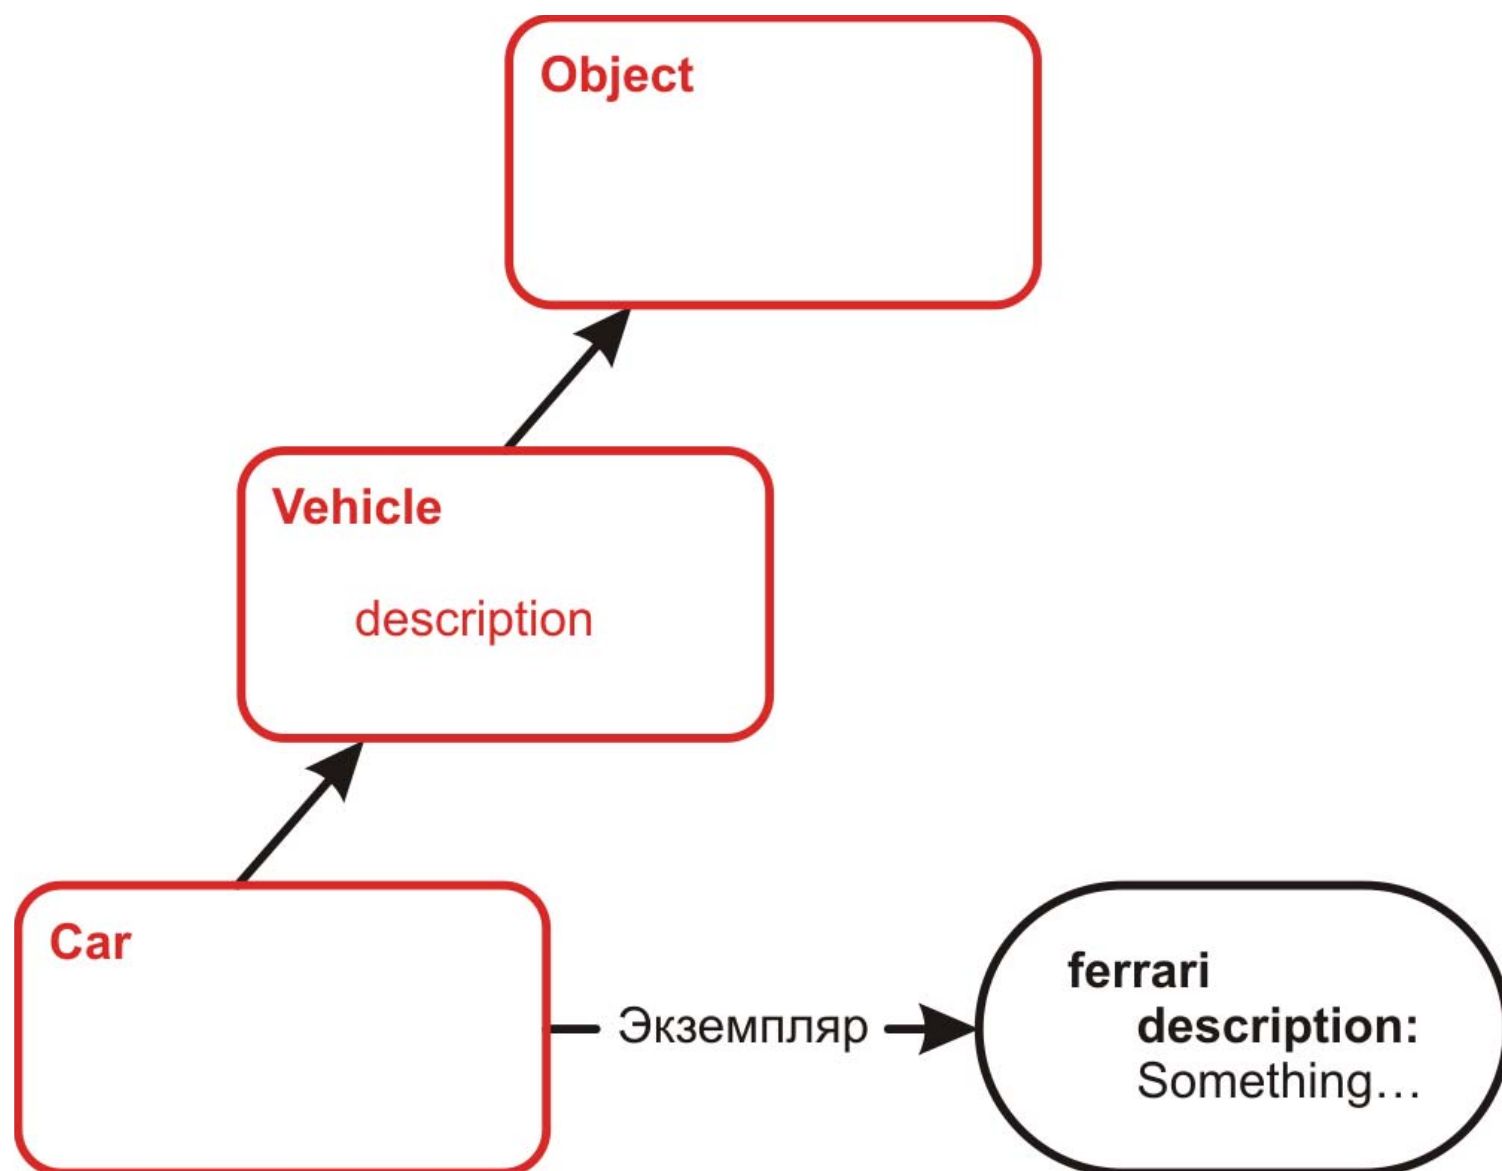 Object
Vehicle
description
Car
Экземпляр
ferrari
description:
Something…